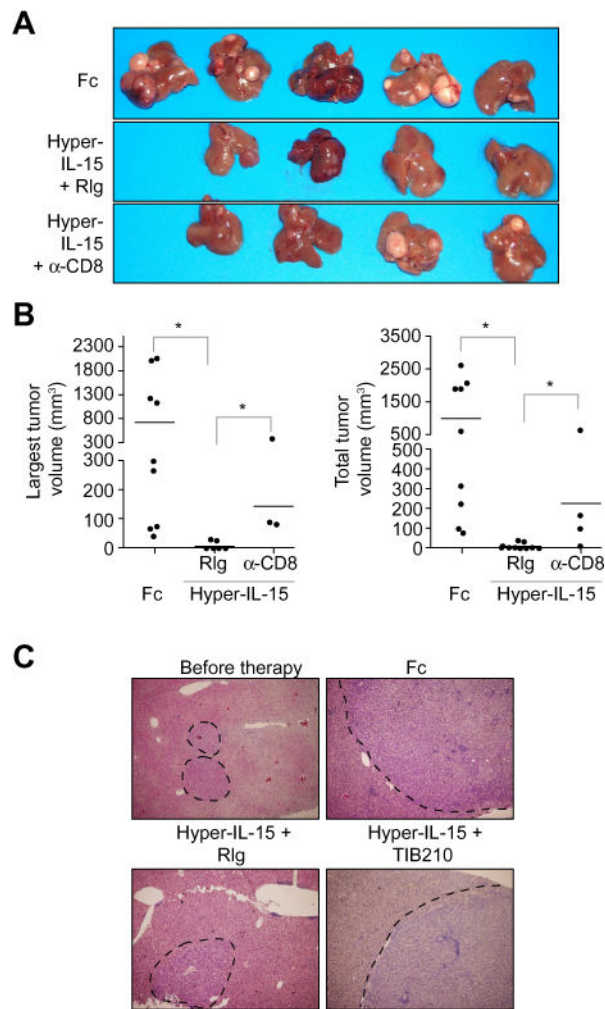 A
Fc
Hyper-
IL-15
+ RIg
Hyper-
IL-15
+ α-CD8
B
Largest tumor
volume (mm³)
2300
1800
1300
800
300
300
200
100
0
*
*
RIg α-CD8
Fc Hyper-IL-15
Total tumor
volume (mm³)
3500
2500
1500
500
500
400
300
200
100
0
*
*
RIg α-CD8
Fc Hyper-IL-15
C
Before therapy Fc
Hyper-IL-15 + Hyper-IL-15 +
RIg TIB210